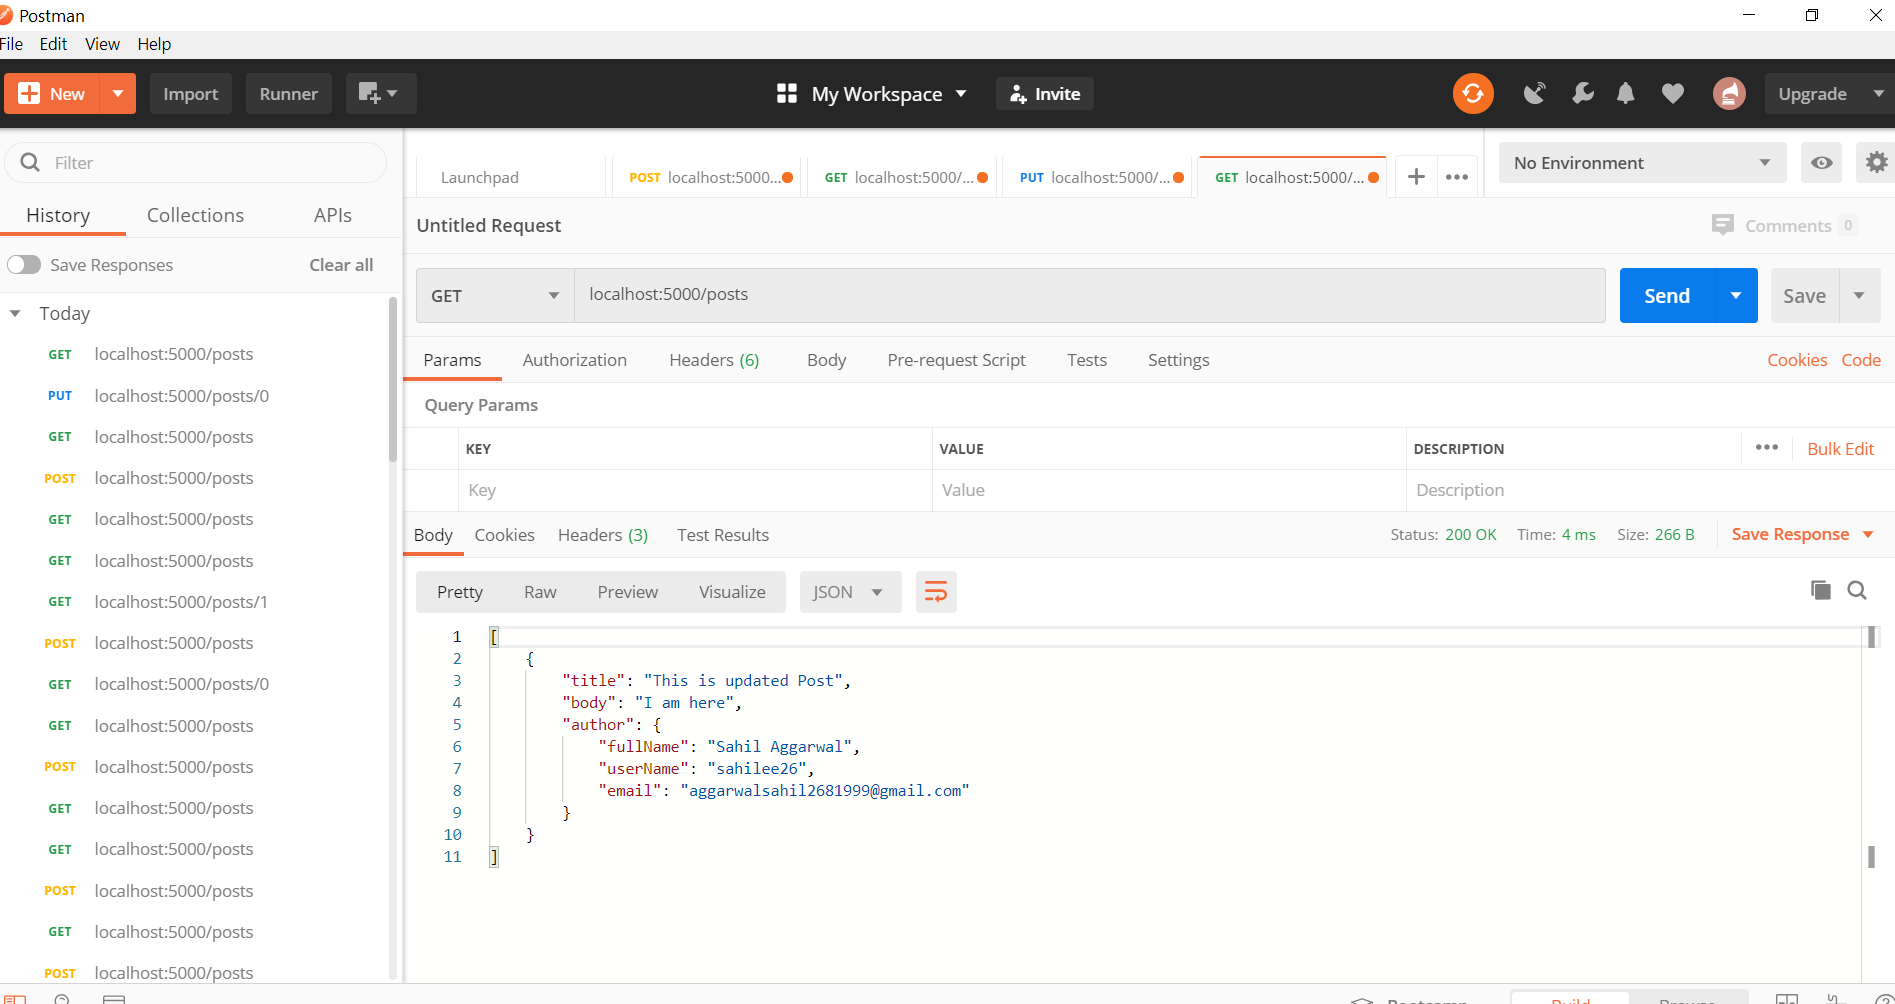 Postman
File Edit View Help
New Import Runner My Workspace Invite Upgrade
Filter
History Collections APIs
Save Responses Clear all
Today
GET localhost:5000/posts
PUT localhost:5000/posts/0
GET localhost:5000/posts
POST localhost:5000/posts
GET localhost:5000/posts
GET localhost:5000/posts
GET localhost:5000/posts/1
POST localhost:5000/posts
GET localhost:5000/posts/0
GET localhost:5000/posts
POST localhost:5000/posts
GET localhost:5000/posts
GET localhost:5000/posts
POST localhost:5000/posts
GET localhost:5000/posts
POST localhost:5000/posts
Launchpad POST localhost:5000... GET localhost:5000/... PUT localhost:5000/... GET localhost:5000/... No Environment
Untitled Request Comments 0
GET localhost:5000/posts Send Save
Params Authorization Headers (6) Body Pre-request Script Tests Settings Cookies Code
Query Params
KEY VALUE DESCRIPTION Bulk Edit
Key Value Description
Body Cookies Headers (3) Test Results Status: 200 OK Time: 4 ms Size: 266 B Save Response
Pretty Raw Preview Visualize JSON
1 [
2 {
3 "title": "This is updated Post",
4 "body": "I am here",
5 "author": {
6 "fullName": "Sahil Aggarwal",
7 "userName": "sahilee26",
8 "email": "aggarwalsahil2681999@gmail.com"
9 }
10 }
11 ]
Bootcamp Build Browse